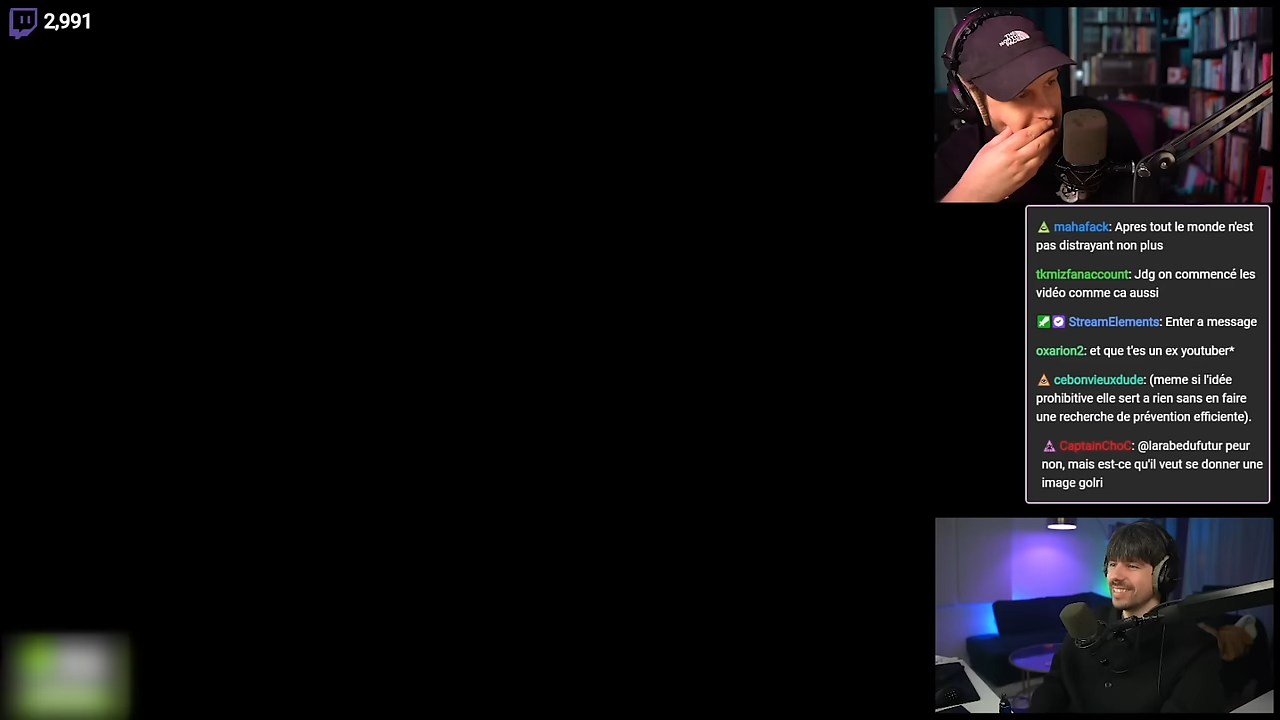 2,991
THE
NORTH
FACE
mahafack: Apres tout le monde n'est
pas distrayant non plus
tkmizfanaccount: Jdg on commencé les
vidéo comme ca aussi
StreamElements: Enter a message
oxarion2: et que t'es un ex youtuber*
cebonvieuxdude: (meme si l'idée
prohibitive elle sert a rien sans en faire
une recherche de prévention efficiente).
CaptainChoC: @larabedufutur peur
non, mais est-ce qu'il veut se donner une
image golri